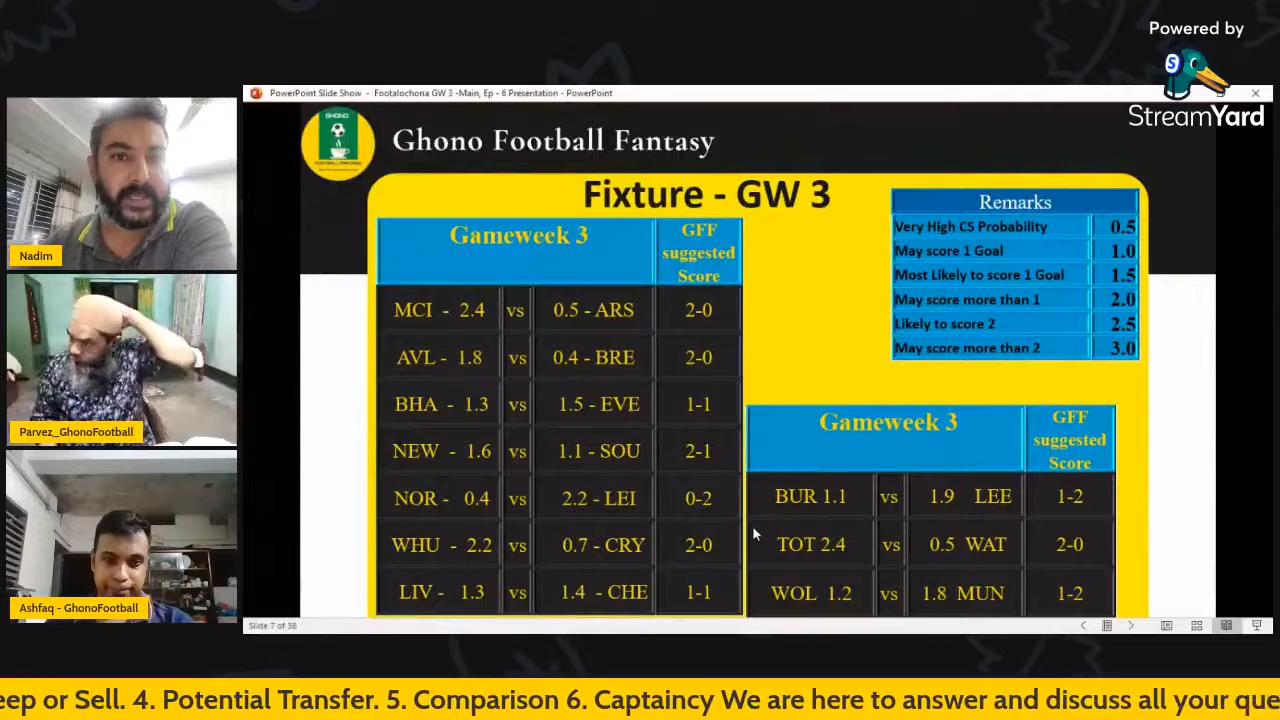 Powered by
StreamYard
PowerPoint Slide Show - Footalochona GW 3 -Main, Ep - 6 Presentation - PowerPoint
GHONO
Ghono Football Fantasy
Fixture - GW 3
Gameweek 3 GFF suggested Score
MCI - 2.4 vs 0.5 - ARS 2-0
AVL - 1.8 vs 0.4 - BRE 2-0
BHA - 1.3 vs 1.5 - EVE 1-1
NEW - 1.6 vs 1.1 - SOU 2-1
NOR - 0.4 vs 2.2 - LEI 0-2
WHU - 2.2 vs 0.7 - CRY 2-0
LIV - 1.3 vs 1.4 - CHE 1-1
Remarks
Very High CS Probability 0.5
May score 1 Goal 1.0
Most Likely to score 1 Goal 1.5
May score more than 1 2.0
Likely to score 2 2.5
May score more than 2 3.0
Gameweek 3 GFF suggested Score
BUR 1.1 vs 1.9 LEE 1-2
TOT 2.4 vs 0.5 WAT 2-0
WOL 1.2 vs 1.8 MUN 1-2
Nadim
Parvez_GhonoFootball
Ashfaq - GhonoFootball
Slide 7 of 38
eep or Sell. 4. Potential Transfer. 5. Comparison 6. Captaincy We are here to answer and discuss all your que